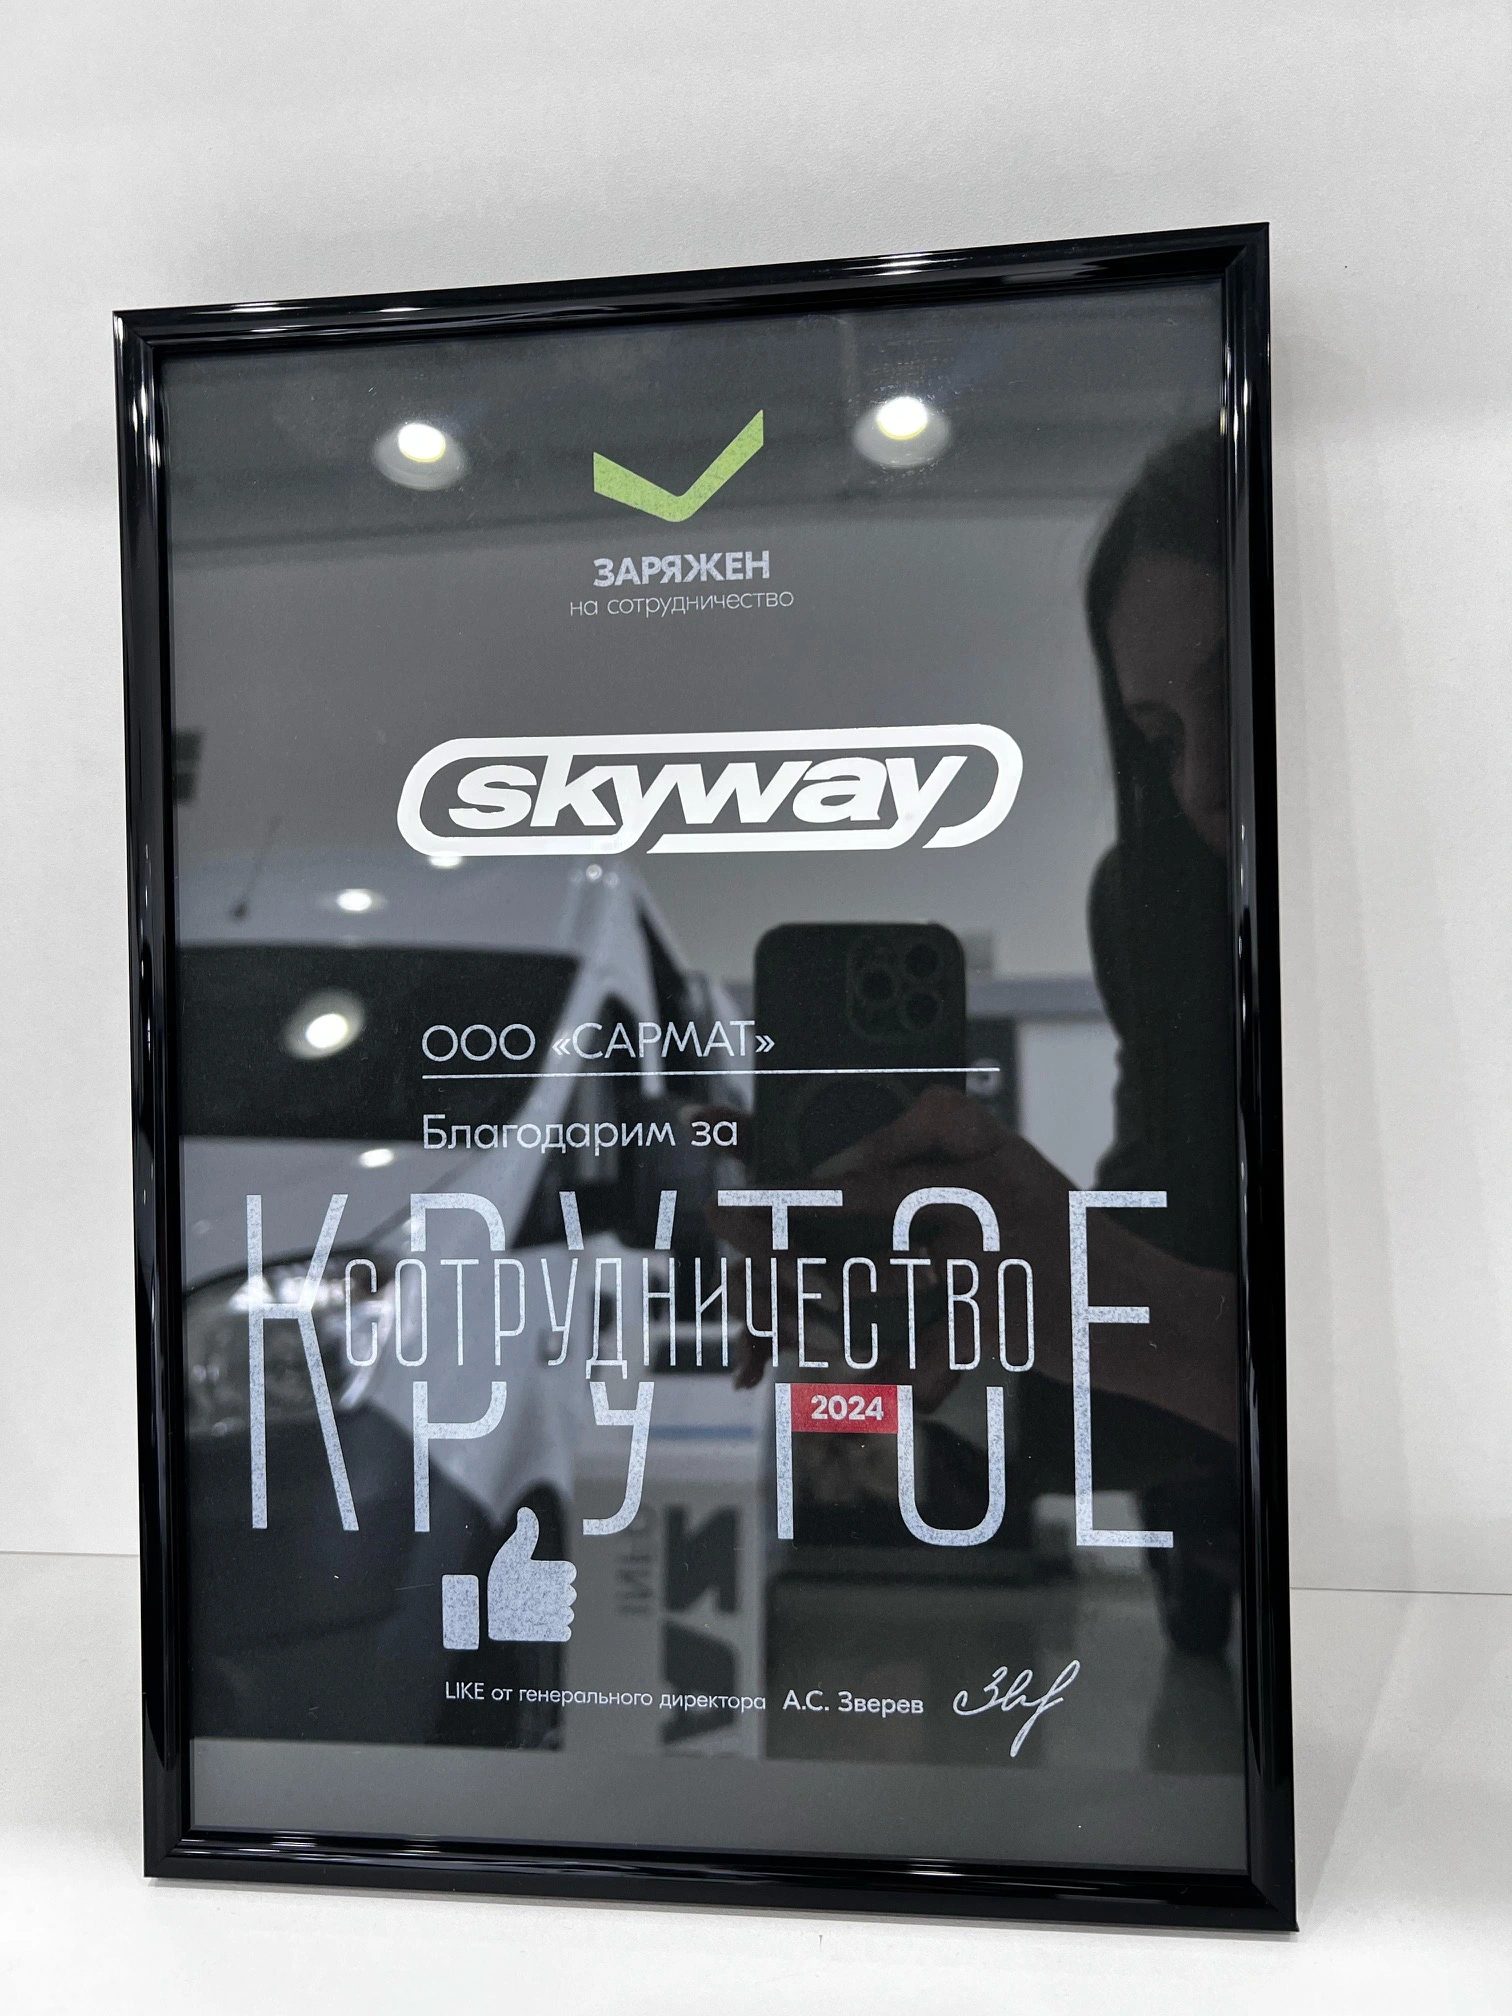 ЗАРЯЖЕН
на сотрудничество
skyway
ООО «САРМАТ»
Благодарим за
КРУТОЕ
СОТРУДНИЧЕСТВО
2024
LIKE от генерального директора А.С. Зверев